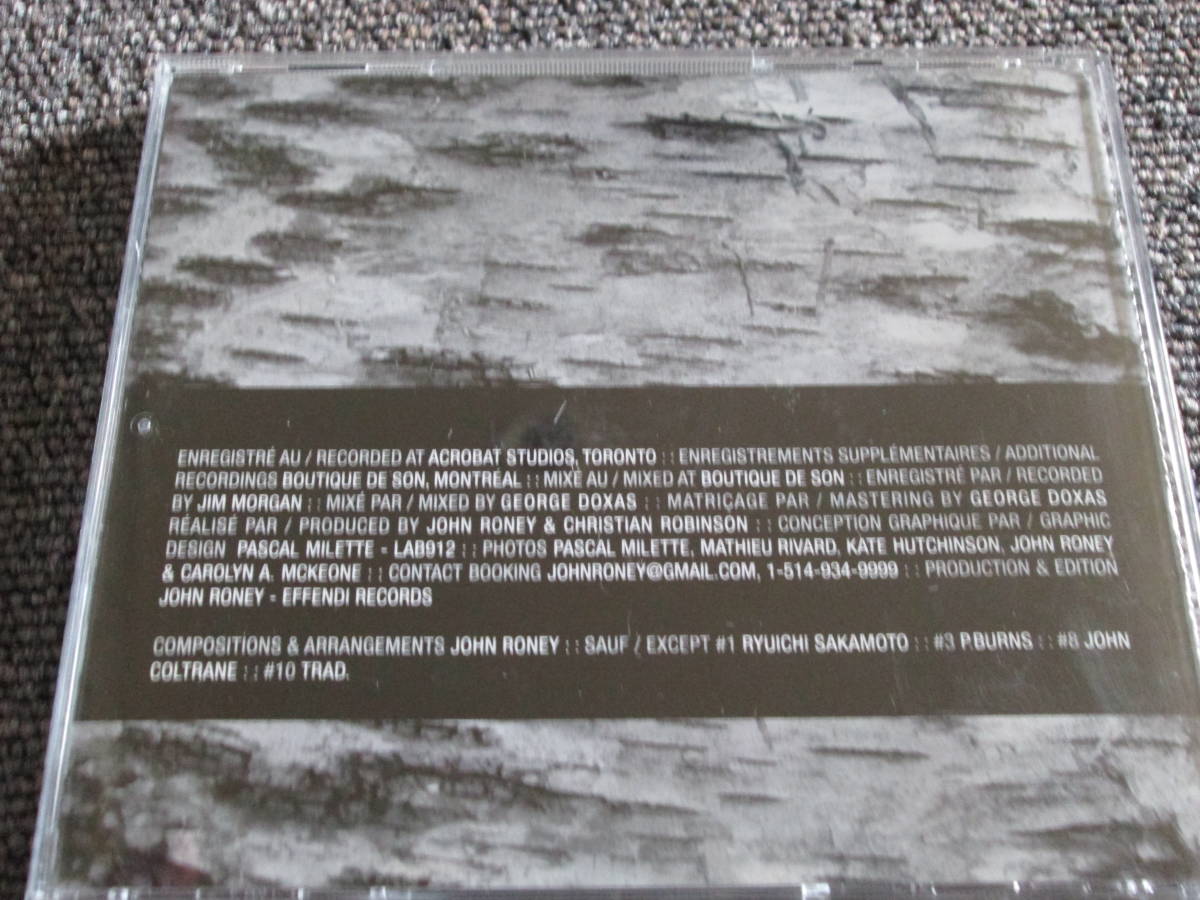 ENREGISTRÉ AU / RECORDED AT ACROBAT STUDIOS, TORONTO :: ENREGISTREMENTS SUPPLÉMENTAIRES / ADDITIONAL
RECORDINGS BOUTIQUE DE SON, MONTRÉAL :: MIXÉ AU / MIXED AT BOUTIQUE DE SON :: ENREGISTRÉ PAR / RECORDED
BY JIM MORGAN :: MIXÉ PAR / MIXED BY GEORGE DOXAS :: MATRIÇAGE PAR / MASTERING BY GEORGE DOXAS
RÉALISÉ PAR / PRODUCED BY JOHN RONEY & CHRISTIAN ROBINSON :: CONCEPTION GRAPHIQUE PAR / GRAPHIC
DESIGN PASCAL MILETTE - LAB912 :: PHOTOS PASCAL MILETTE, MATHIEU RIVARD, KATE HUTCHINSON, JOHN RONEY
& CAROLYN A. MCKEONE :: CONTACT BOOKING JOHNRONEY@GMAIL.COM, 1-514-934-9999 :: PRODUCTION & EDITION
JOHN RONEY - EFFENDI RECORDS
COMPOSITIONS & ARRANGEMENTS JOHN RONEY :: SAUF / EXCEPT #1 RYUICHI SAKAMOTO :: #3 P.BURNS :: #8 JOHN
COLTRANE :: #10 TRAD.